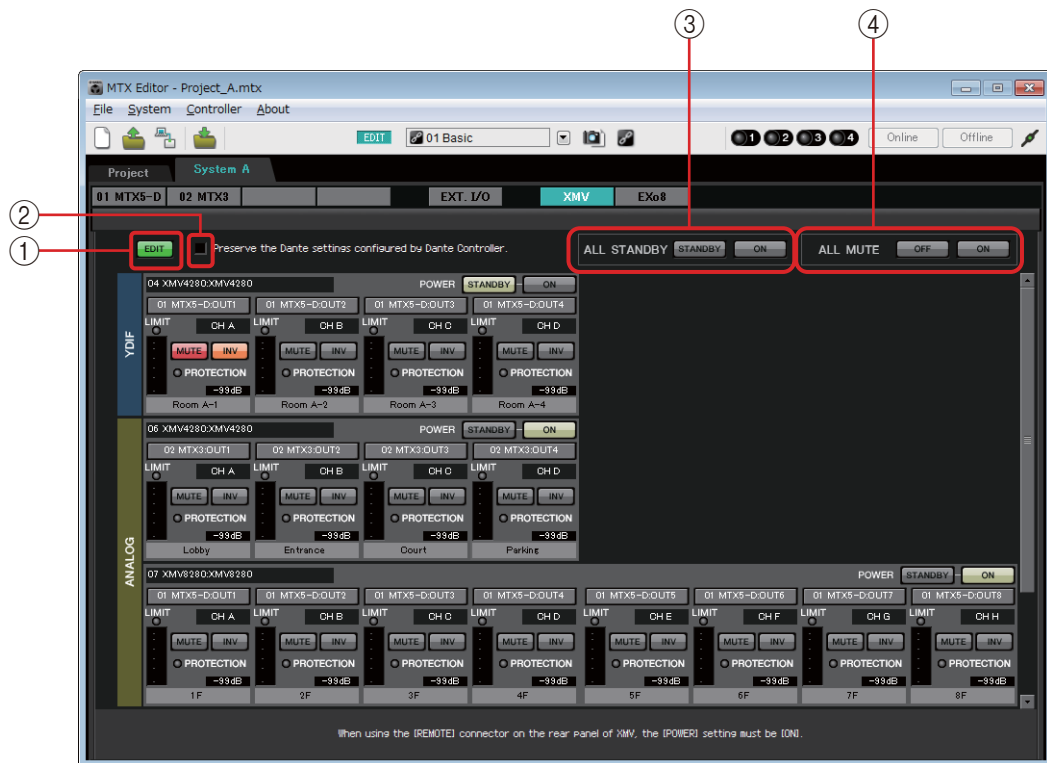 ③ ④
MTX Editor - Project_A.mtx
File System Controller About
EDIT 01 Basic 1 2 3 4 Online Offline
Project System A
01 MTX5-D 02 MTX3 EXT. I/O XMV EXo8
②
①
EDIT Preserve the Dante settings configured by Dante Controller. ALL STANDBY STANDBY ON ALL MUTE OFF ON
YDIF
04 XMV4280:XMV4280 POWER STANDBY ON
01 MTX5-D:OUT1 01 MTX5-D:OUT2 01 MTX5-D:OUT3 01 MTX5-D:OUT4
LIMIT CH A LIMIT CH B LIMIT CH C LIMIT CH D
MUTE INV MUTE INV MUTE INV MUTE INV
PROTECTION PROTECTION PROTECTION PROTECTION
-99dB -99dB -99dB -99dB
Room A-1 Room A-2 Room A-3 Room A-4
ANALOG
06 XMV4280:XMV4280 POWER STANDBY ON
02 MTX3:OUT1 02 MTX3:OUT2 02 MTX3:OUT3 02 MTX3:OUT4
LIMIT CH A LIMIT CH B LIMIT CH C LIMIT CH D
MUTE INV MUTE INV MUTE INV MUTE INV
PROTECTION PROTECTION PROTECTION PROTECTION
-99dB -99dB -99dB -99dB
Lobby Entrance Court Parking
07 XMV8280:XMV8280 POWER STANDBY ON
01 MTX5-D:OUT1 01 MTX5-D:OUT2 01 MTX5-D:OUT3 01 MTX5-D:OUT4 01 MTX5-D:OUT5 01 MTX5-D:OUT6 01 MTX5-D:OUT7 01 MTX5-D:OUT8
LIMIT CH A LIMIT CH B LIMIT CH C LIMIT CH D LIMIT CH E LIMIT CH F LIMIT CH G LIMIT CH H
MUTE INV MUTE INV MUTE INV MUTE INV MUTE INV MUTE INV MUTE INV MUTE INV
PROTECTION PROTECTION PROTECTION PROTECTION PROTECTION PROTECTION PROTECTION PROTECTION
-99dB -99dB -99dB -99dB -99dB -99dB -99dB -99dB
1F 2F 3F 4F 5F 6F 7F 8F
When using the [REMOTE] connector on the rear panel of XMV, the [POWER] setting must be [ON].